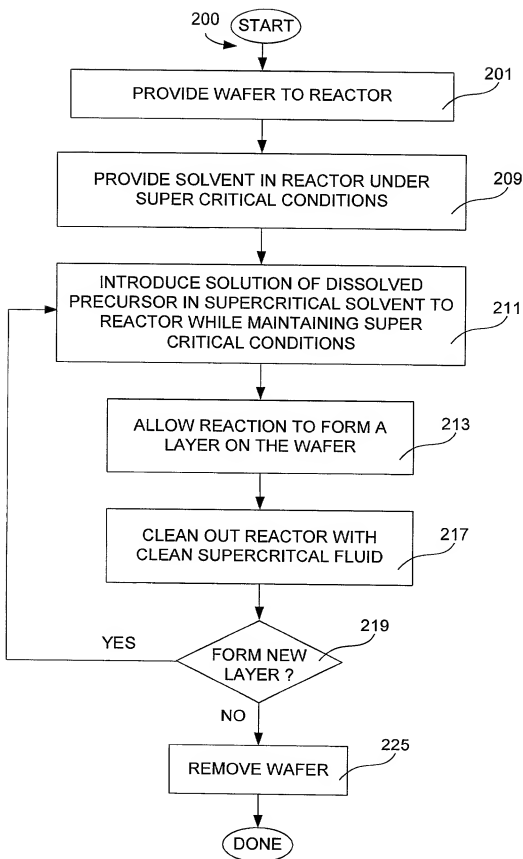 200
START
PROVIDE WAFER TO REACTOR
201
PROVIDE SOLVENT IN REACTOR UNDER
SUPER CRITICAL CONDITIONS
209
INTRODUCE SOLUTION OF DISSOLVED
PRECURSOR IN SUPERCRITICAL SOLVENT TO
REACTOR WHILE MAINTAINING SUPER
CRITICAL CONDITIONS
211
ALLOW REACTION TO FORM A
LAYER ON THE WAFER
213
CLEAN OUT REACTOR WITH
CLEAN SUPERCRITCAL FLUID
217
YES
FORM NEW
LAYER ?
219
NO
REMOVE WAFER
225
DONE